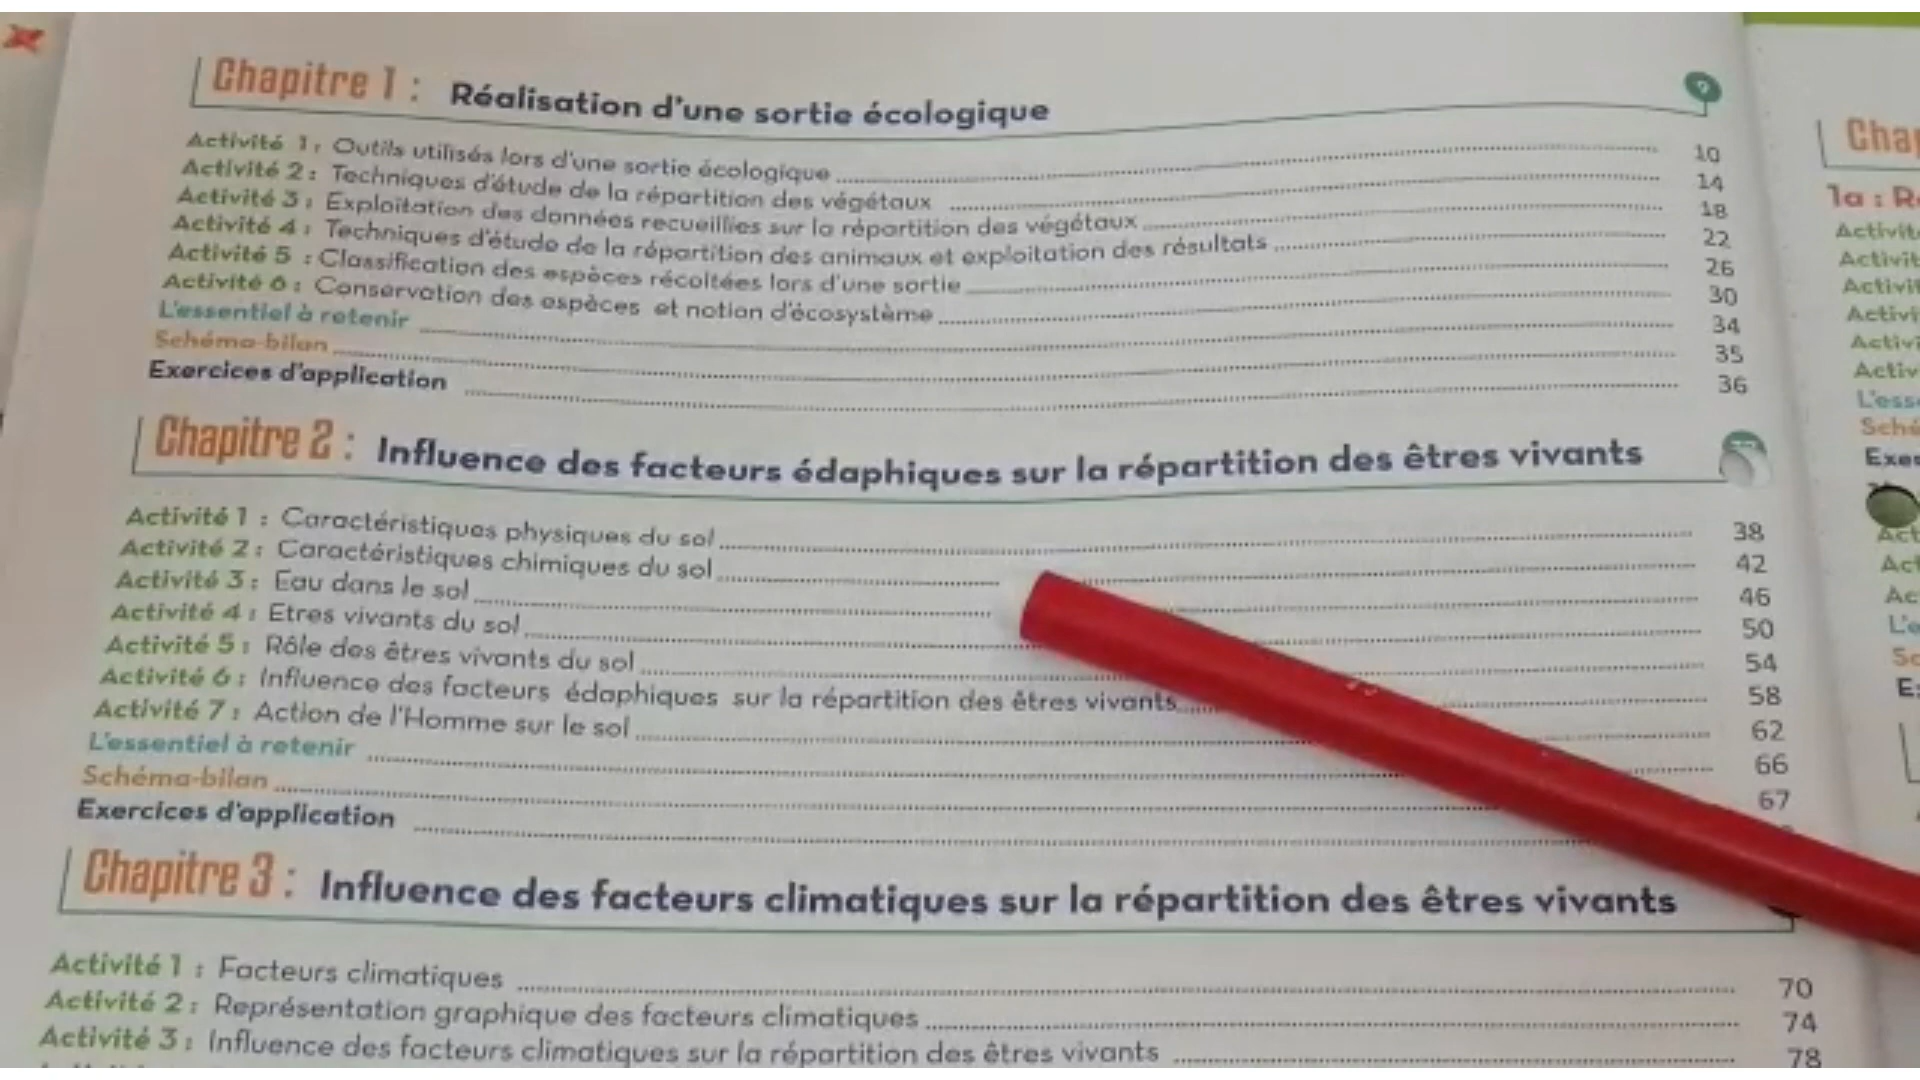 Chapitre 1 : Réalisation d'une sortie écologique 9
Activité 1 : Outils utilisés lors d'une sortie écologique 10
Activité 2 : Techniques d'étude de la répartition des végétaux 14
Activité 3 : Exploitation des données recueillies sur la répartition des végétaux 18
Activité 4 : Techniques d'étude de la répartition des animaux et exploitation des résultats 22
Activité 5 : Classification des espèces récoltées lors d'une sortie 26
Activité 6 : Conservation des espèces et notion d'écosystème 30
L'essentiel à retenir 34
Schéma-bilan 35
Exercices d'application 36
Chapitre 2 : Influence des facteurs édaphiques sur la répartition des êtres vivants
Activité 1 : Caractéristiques physiques du sol 38
Activité 2 : Caractéristiques chimiques du sol 42
Activité 3 : Eau dans le sol 46
Activité 4 : Etres vivants du sol 50
Activité 5 : Rôle des êtres vivants du sol 54
Activité 6 : Influence des facteurs édaphiques sur la répartition des êtres vivants 58
Activité 7 : Action de l'Homme sur le sol 62
L'essentiel à retenir 66
Schéma-bilan 67
Exercices d'application
Chapitre 3 : Influence des facteurs climatiques sur la répartition des êtres vivants
Activité 1 : Facteurs climatiques 70
Activité 2 : Représentation graphique des facteurs climatiques 74
Activité 3 : Influence des facteurs climatiques sur la répartition des êtres vivants 78
1a :